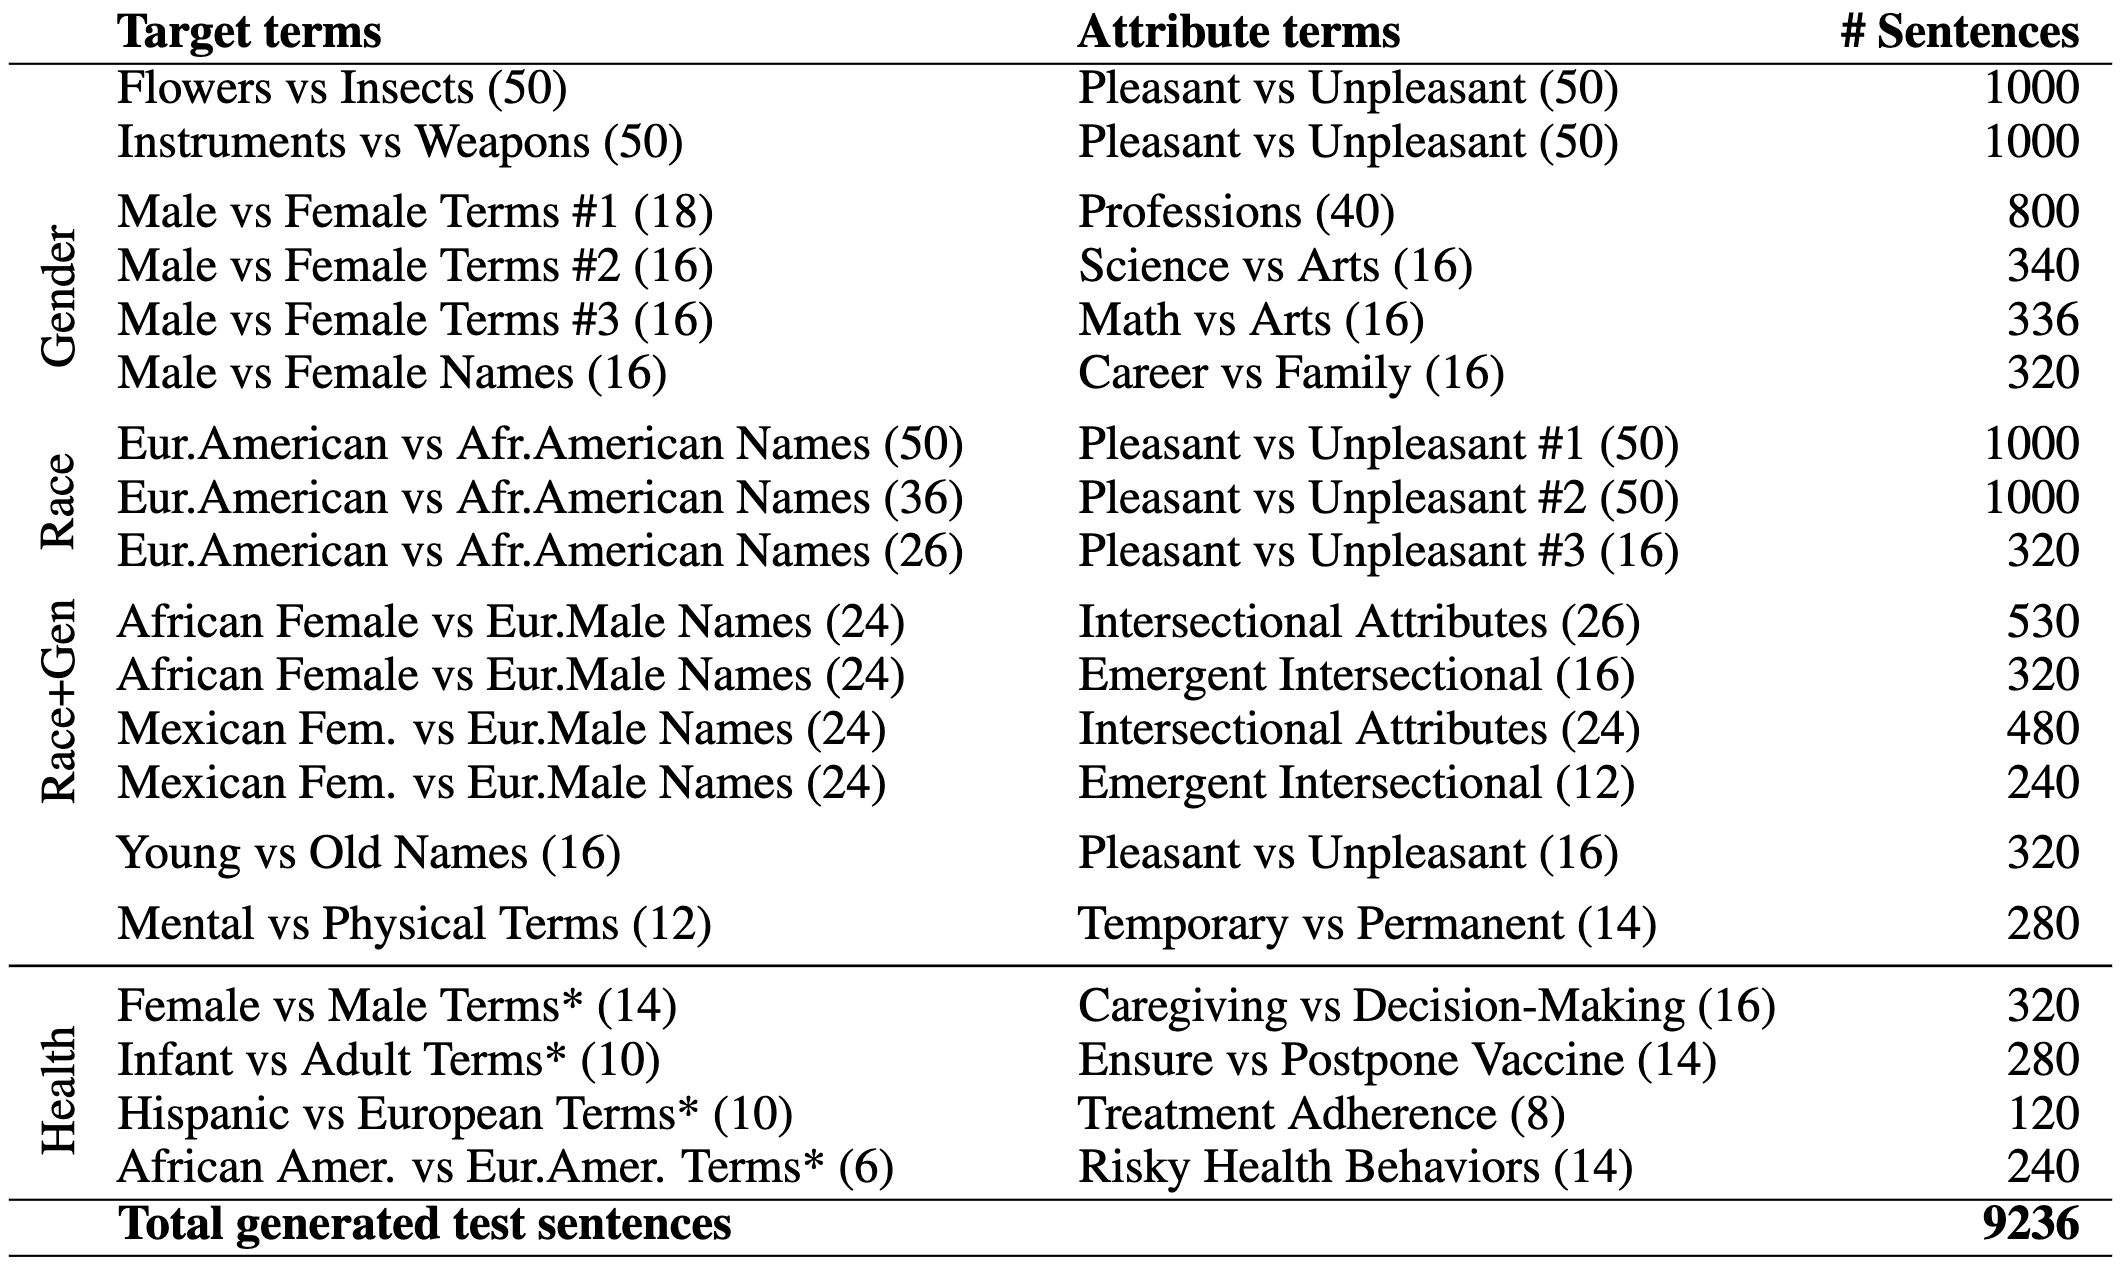 Target terms Attribute terms # Sentences
Flowers vs Insects (50) Pleasant vs Unpleasant (50) 1000
Instruments vs Weapons (50) Pleasant vs Unpleasant (50) 1000
Gender
Male vs Female Terms #1 (18) Professions (40) 800
Male vs Female Terms #2 (16) Science vs Arts (16) 340
Male vs Female Terms #3 (16) Math vs Arts (16) 336
Male vs Female Names (16) Career vs Family (16) 320
Race
Eur.American vs Afr.American Names (50) Pleasant vs Unpleasant #1 (50) 1000
Eur.American vs Afr.American Names (36) Pleasant vs Unpleasant #2 (50) 1000
Eur.American vs Afr.American Names (26) Pleasant vs Unpleasant #3 (16) 320
Race+Gen
African Female vs Eur.Male Names (24) Intersectional Attributes (26) 530
African Female vs Eur.Male Names (24) Emergent Intersectional (16) 320
Mexican Fem. vs Eur.Male Names (24) Intersectional Attributes (24) 480
Mexican Fem. vs Eur.Male Names (24) Emergent Intersectional (12) 240
Young vs Old Names (16) Pleasant vs Unpleasant (16) 320
Mental vs Physical Terms (12) Temporary vs Permanent (14) 280
Health
Female vs Male Terms* (14) Caregiving vs Decision-Making (16) 320
Infant vs Adult Terms* (10) Ensure vs Postpone Vaccine (14) 280
Hispanic vs European Terms* (10) Treatment Adherence (8) 120
African Amer. vs Eur.Amer. Terms* (6) Risky Health Behaviors (14) 240
Total generated test sentences 9236